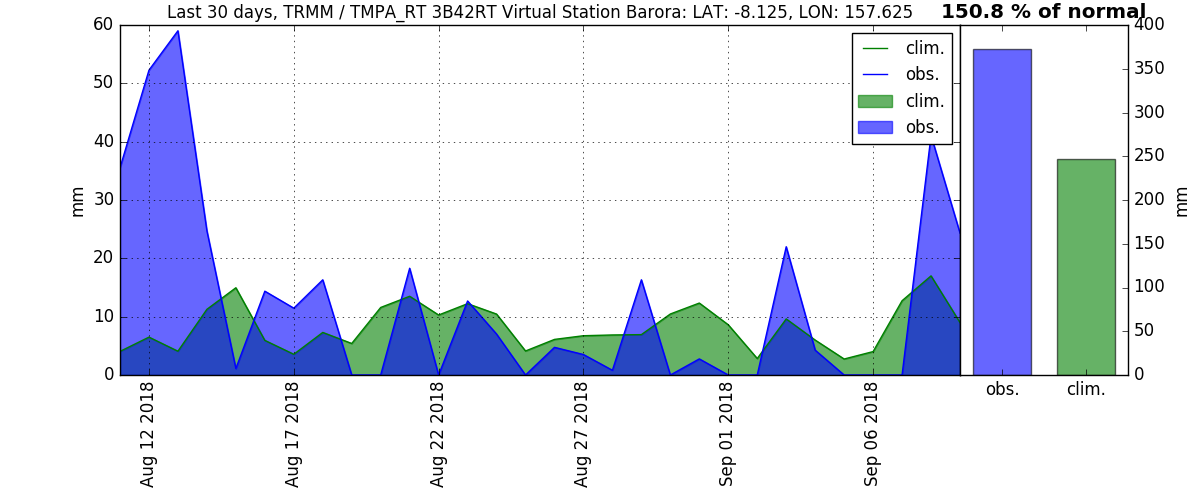 Last 30 days, TRMM / TMPA_RT 3B42RT Virtual Station Barora: LAT: -8.125, LON: 157.625
150.8 % of normal
60
50
40
30
20
10
0
mm
clim.
obs.
clim.
obs.
400
350
300
250
200
150
100
50
0
mm
Aug 12 2018
Aug 17 2018
Aug 22 2018
Aug 27 2018
Sep 01 2018
Sep 06 2018
obs.
clim.